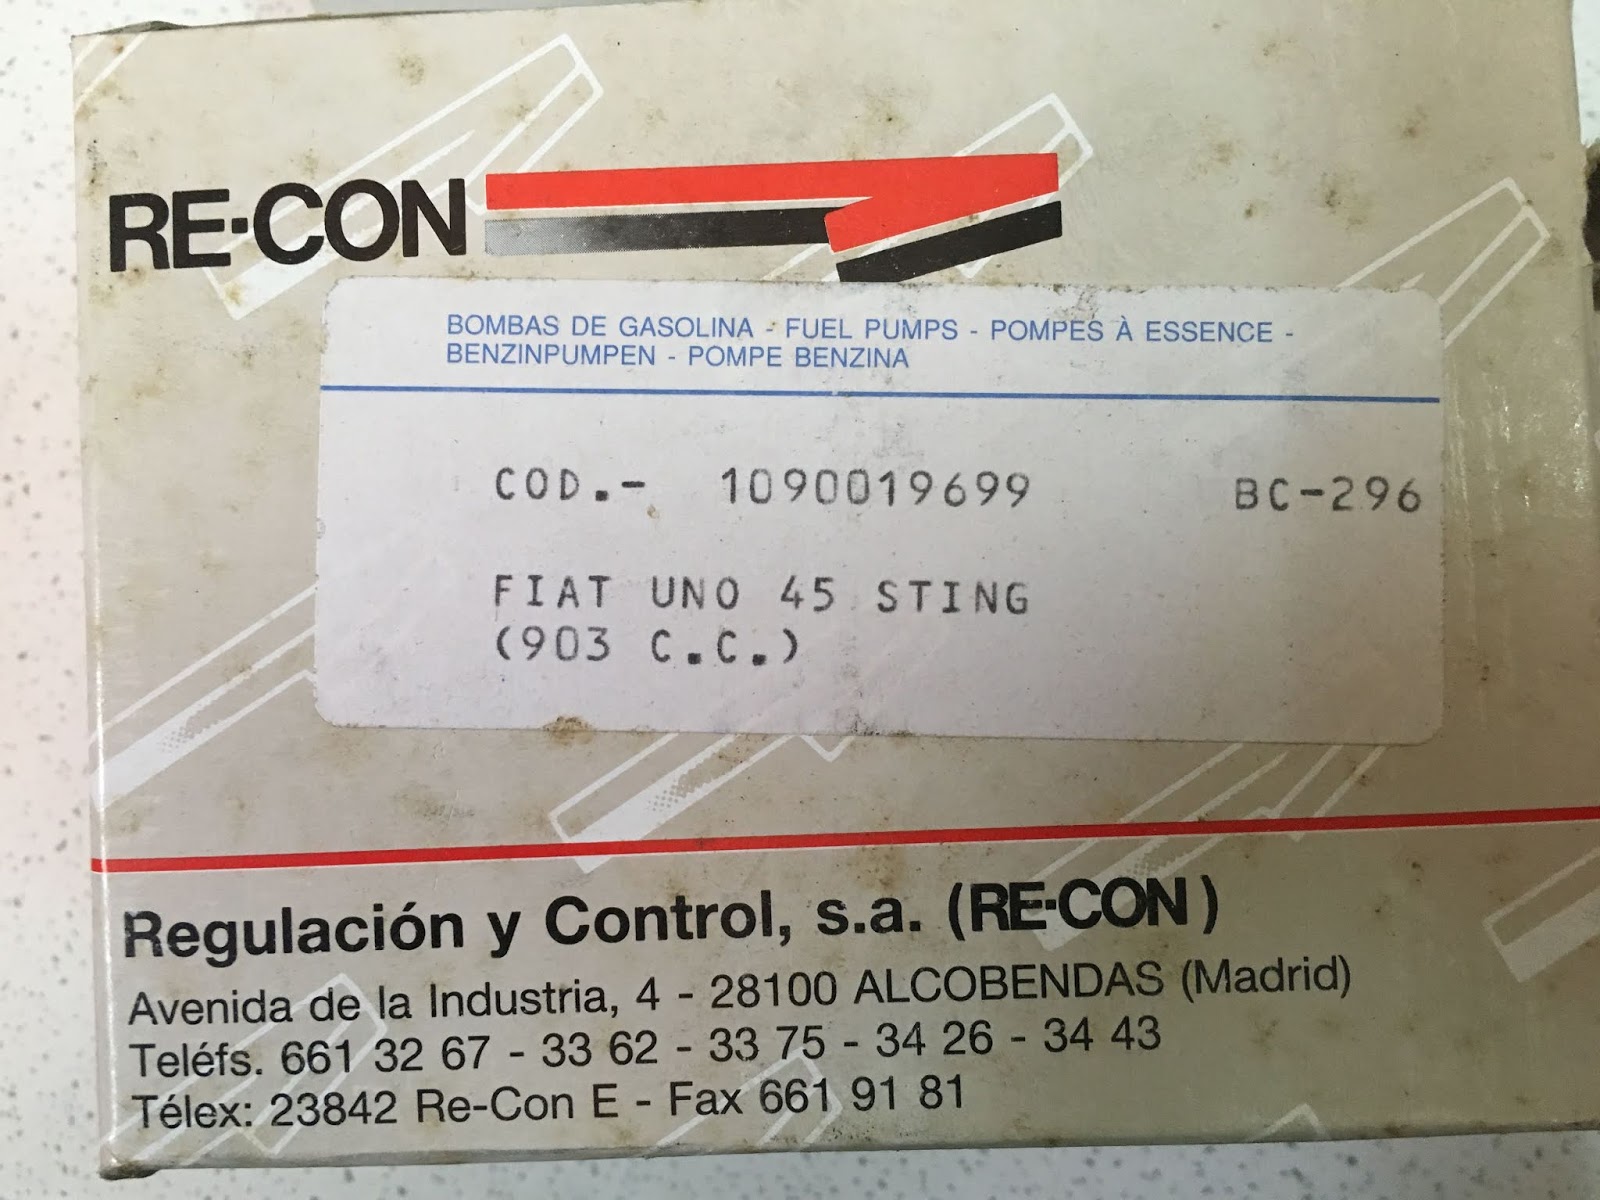 RE-CON
BOMBAS DE GASOLINA - FUEL PUMPS - POMPES À ESSENCE -
BENZINPUMPEN - POMPE BENZINA
COD.- 1090019699 BC-296
FIAT UNO 45 STING
(903 C.C.)
Regulación y Control, s.a. (RE-CON)
Avenida de la Industria, 4 - 28100 ALCOBENDAS (Madrid)
Teléfs. 661 32 67 - 33 62 - 33 75 - 34 26 - 34 43
Télex: 23842 Re-Con E - Fax 661 91 81